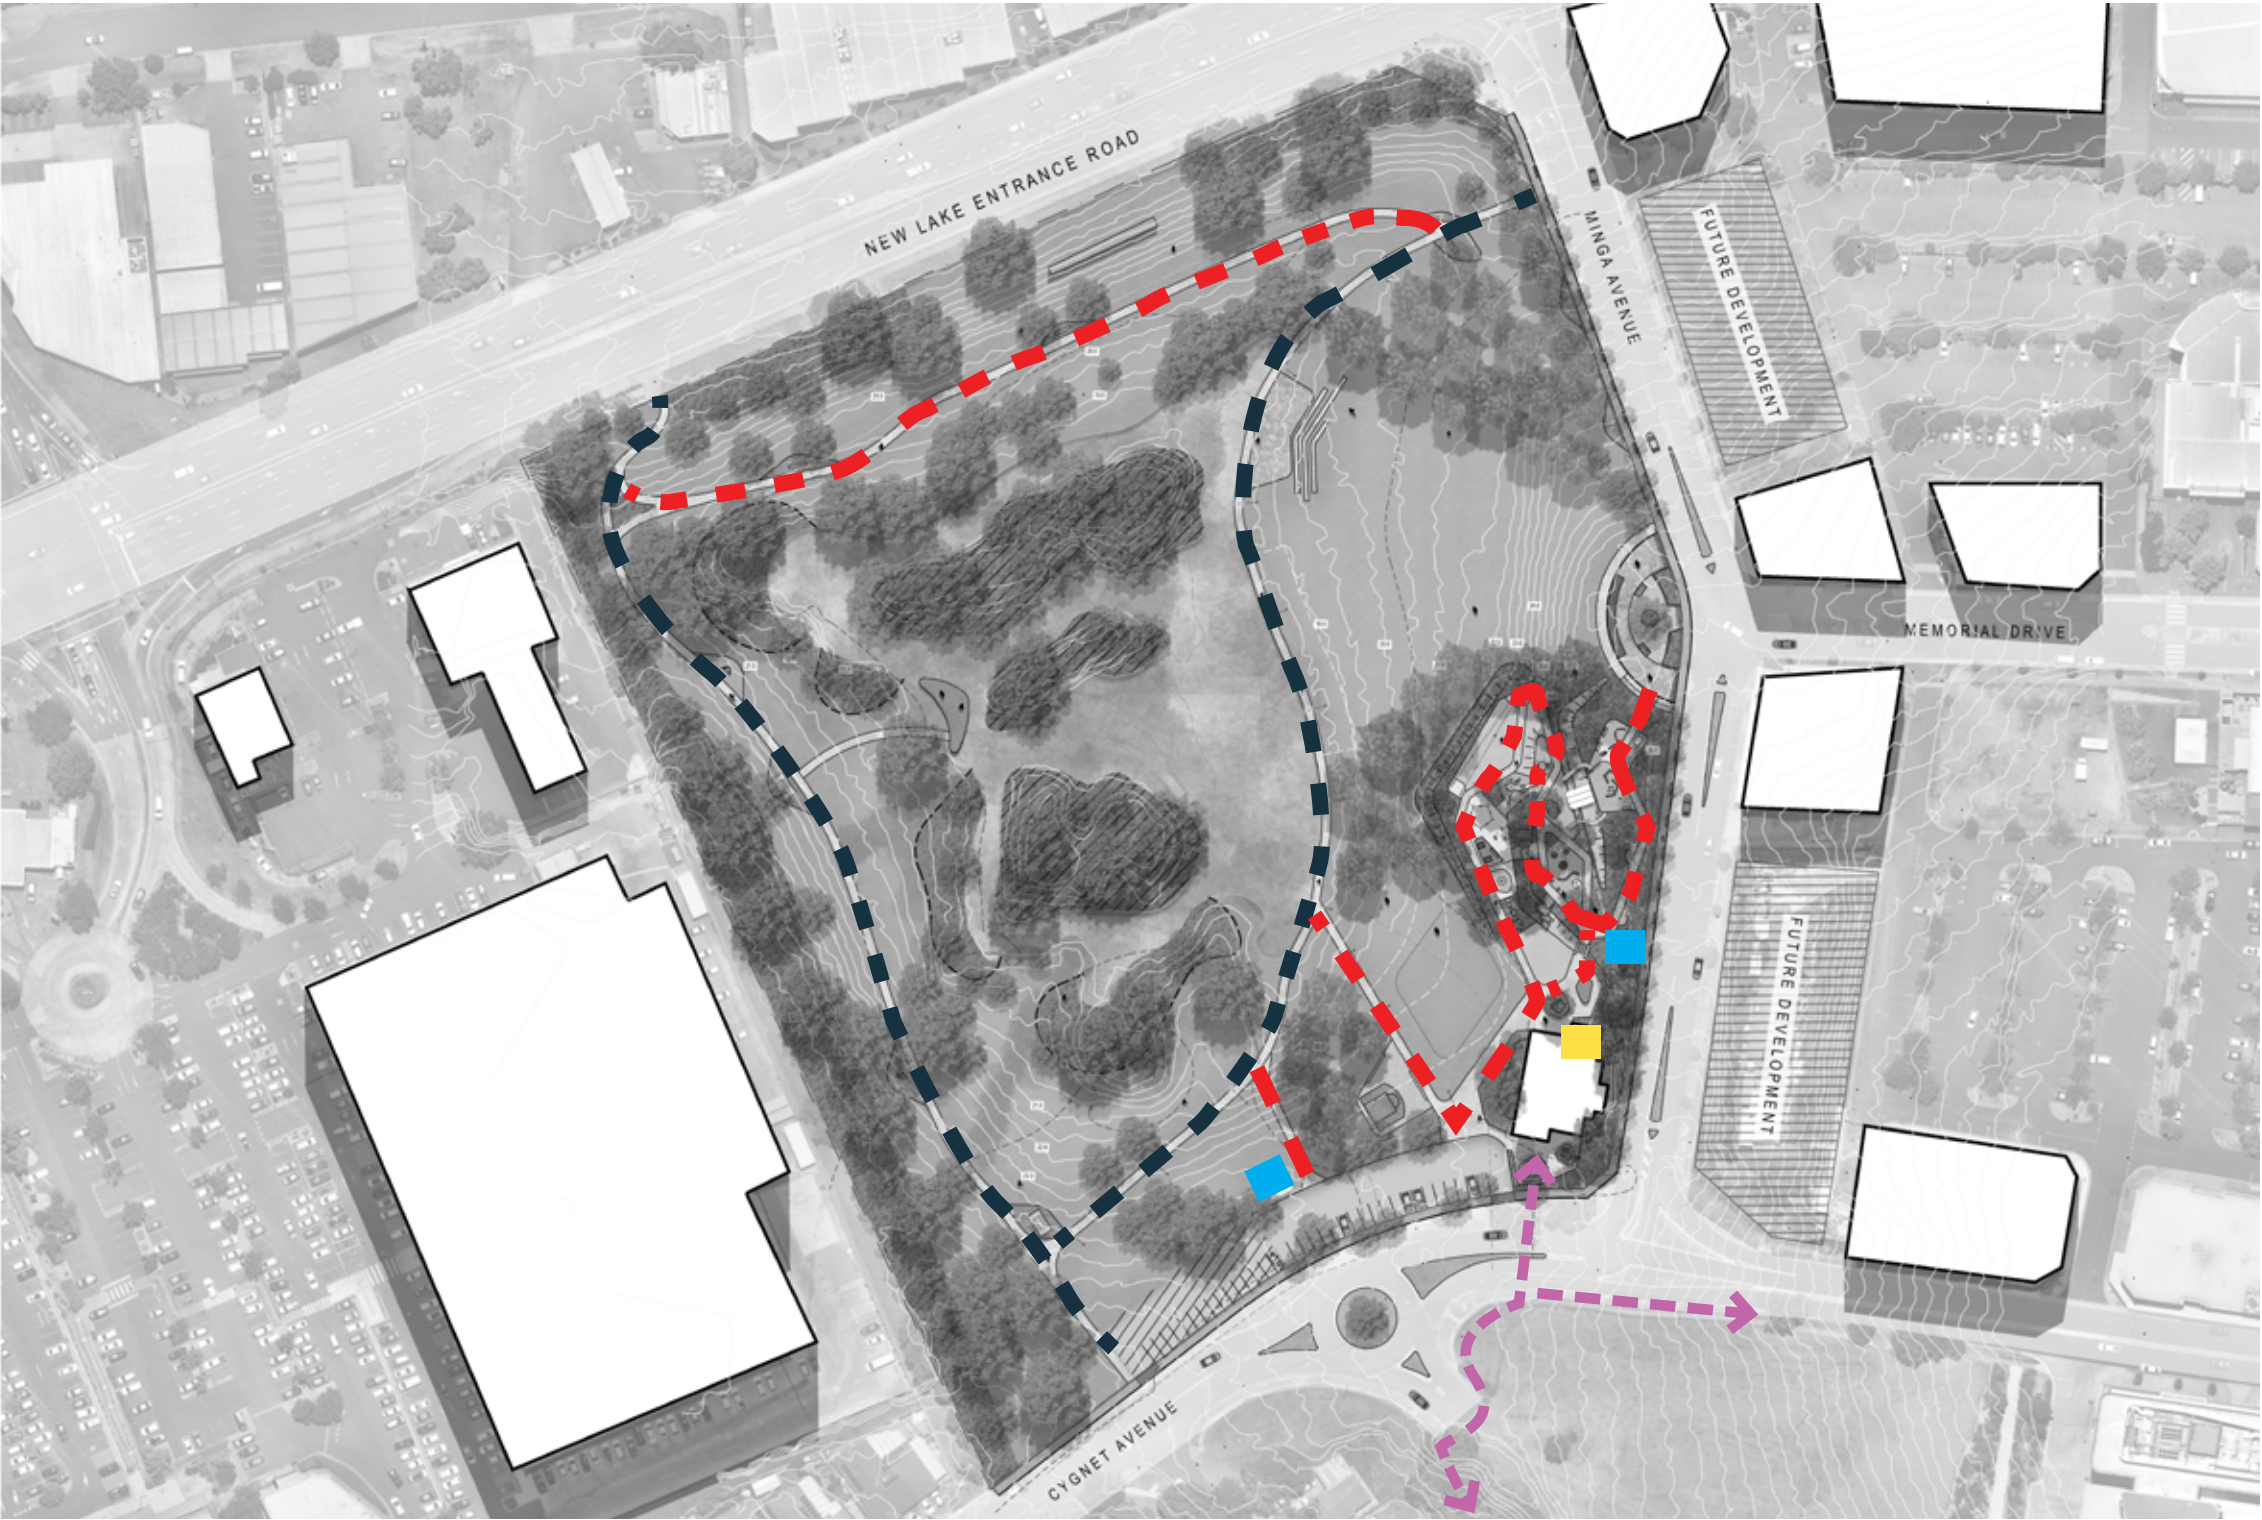 NEW LAKE ENTRANCE ROAD
MINGA AVENUE
FUTURE DEVELOPMENT
MEMORIAL DRIVE
FUTURE DEVELOPMENT
CYGNET AVENUE